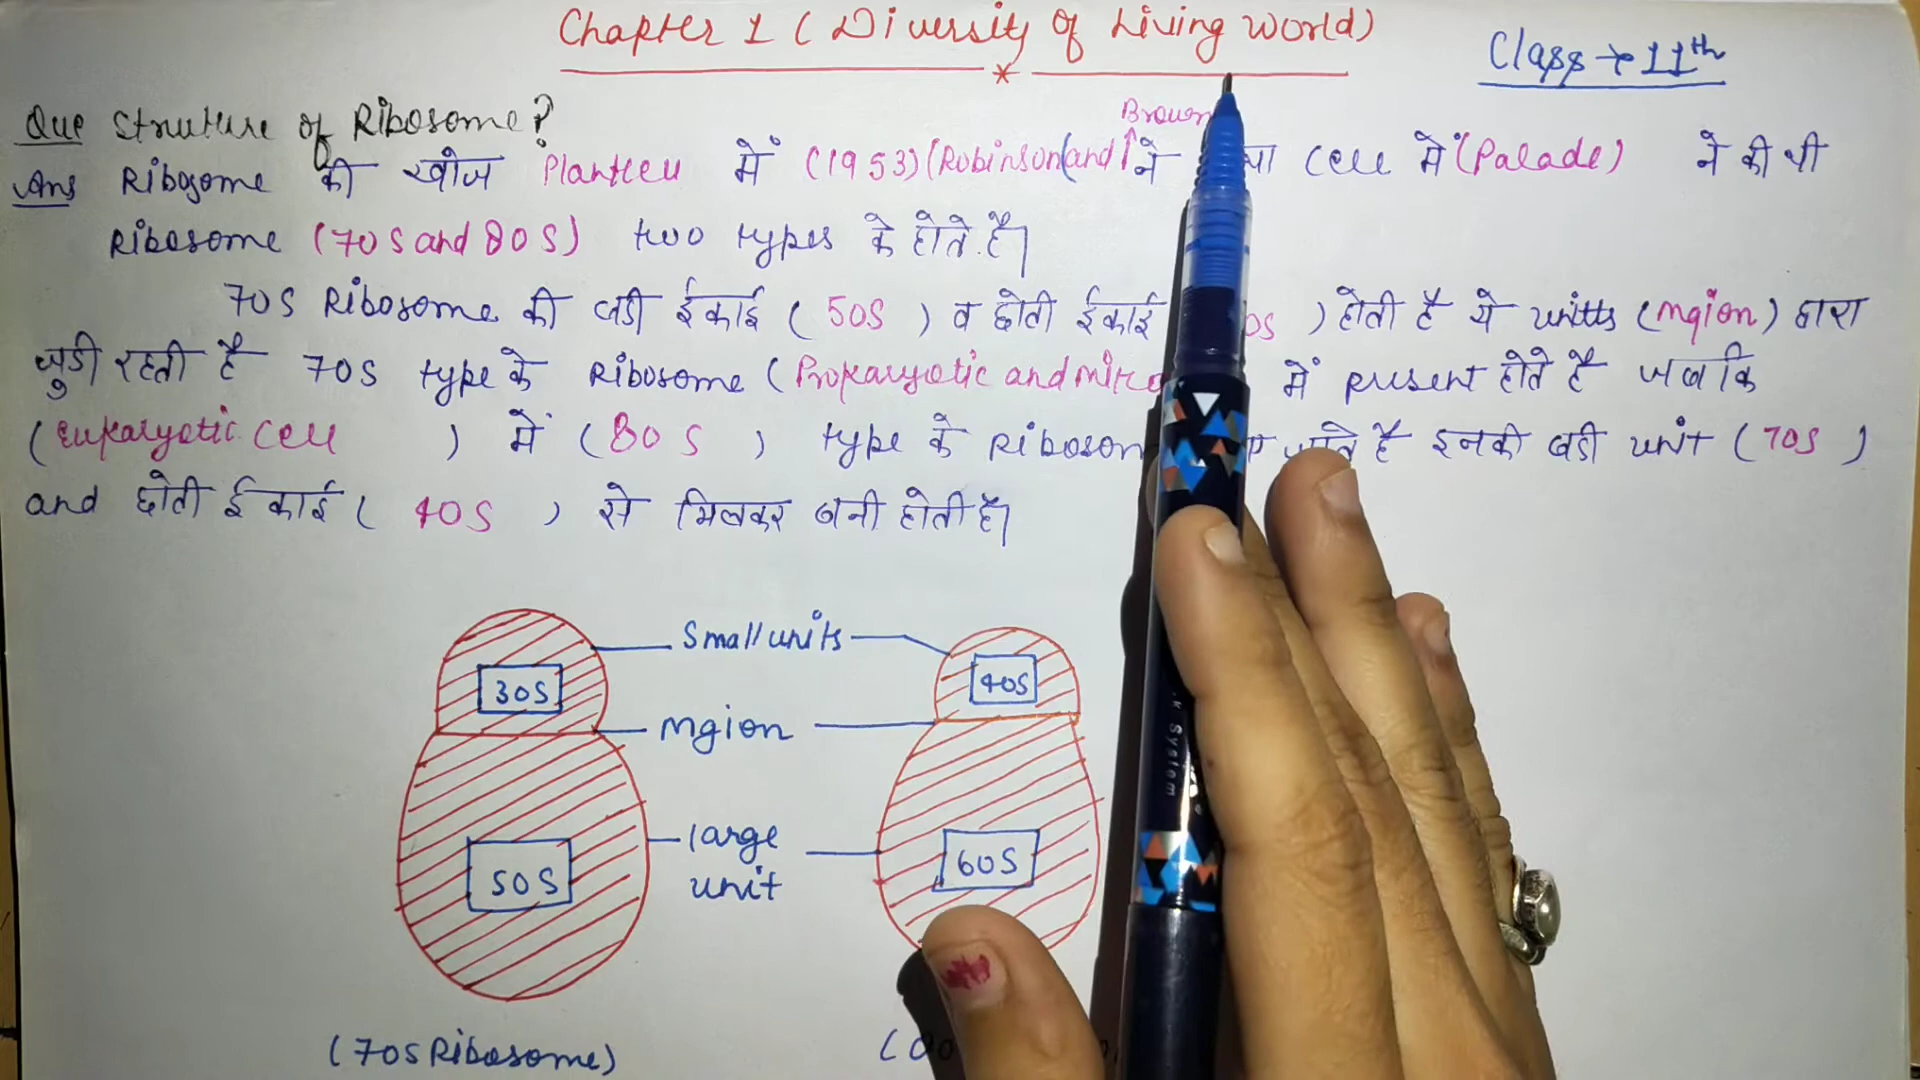 Chapter 1 ( Diversity of Living World)
Class → 11th
Que Struture of Ribosome?
Brown
Ans Ribosome की खोज Plantcell में (1953)(Robinson(and ने cell में (Palade) ने की थी
Ribosome (70S and 80S) two types के होते है।
70S Ribosome की बडी ईकाई ( 50S ) व छोती ईकाई ) होती है ये unitts (mgion) द्वारा
जुडी रहती है 70S type के Ribosome (Prokaryotic and में present होते है जबकि
(Eukaryotic cell ) में (80S ) type के है इनकी बडी unit (70S )
and छोती ईकाई ( 40S ) से मिलकर बनी होती है।
Small units
30S
40S
mgion
large
unit
50S
60S
(70S Ribosome)